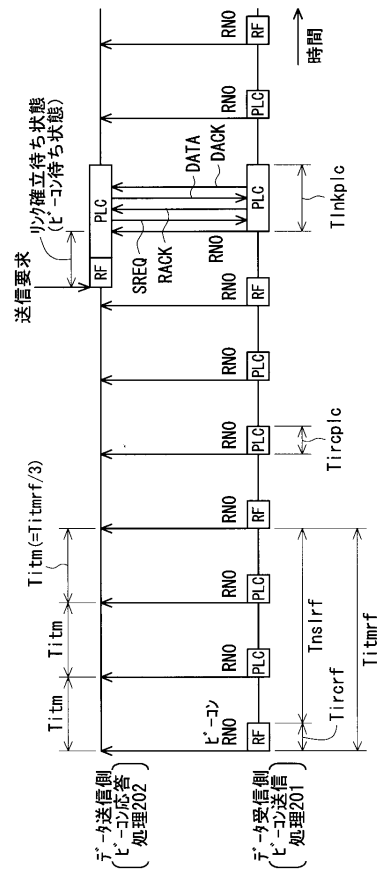 送信要求
リンク確立待ち状態
(ビーコン待ち状態)
Titm
Titm
Titm(=Titmrf/3)
RF
PLC
データ送信側
ビーコン応答
処理202
ビーコン
RNO
RNO
RNO
RNO
RNO
RNO
RNO
RNO
SREQ
RACK
DATA
DACK
RNO
RNO
データ受信側
ビーコン送信
処理201
RF
PLC
PLC
RF
PLC
PLC
RF
PLC
PLC
RF
時間
Tircrf
Tnslrf
Titmrf
Tircplc
Tlnkplc